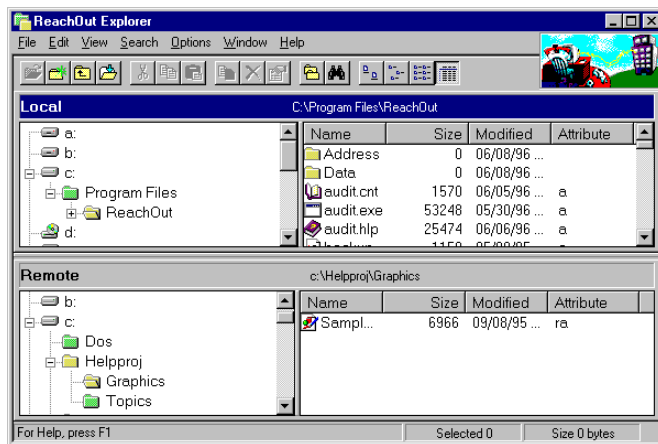 ReachOut Explorer
File Edit View Search Options Window Help
Local C:\Program Files\ReachOut
a:
b:
c:
Program Files
ReachOut
d:
Name Size Modified Attribute
Address 0 06/08/96 ...
Data 0 06/08/96 ...
audit.cnt 1570 06/05/96 ... a
audit.exe 53248 05/30/96 ... a
audit.hlp 25474 06/06/96 ... a
Remote c:\Helpproj\Graphics
b:
c:
Dos
Helpproj
Graphics
Topics
Name Size Modified Attribute
Sampl... 6966 09/08/95 ... ra
For Help, press F1 Selected 0 Size 0 bytes